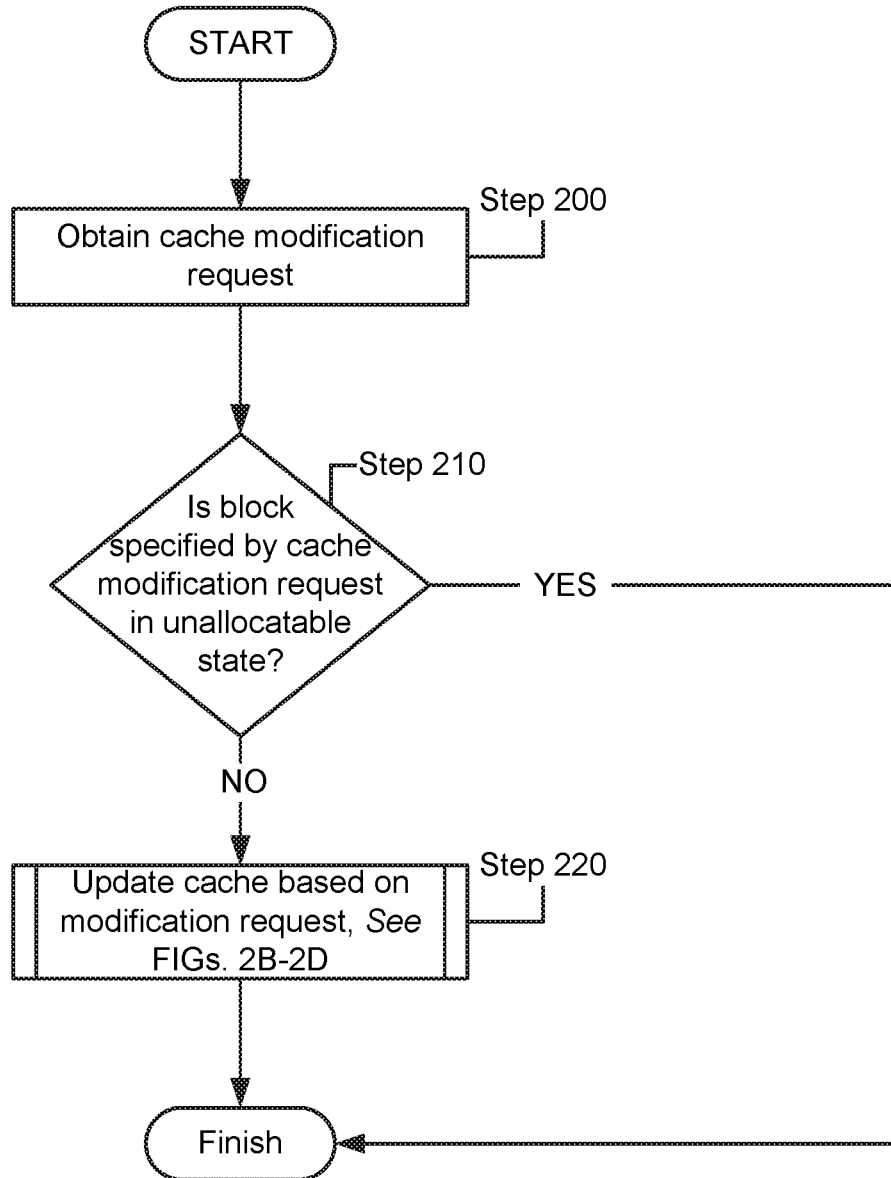 START
Step 200
Obtain cache modification
request
Step 210
Is block
specified by cache
modification request
in unallocatable
state?
YES
NO
Step 220
Update cache based on
modification request, See
FIGs. 2B-2D
Finish